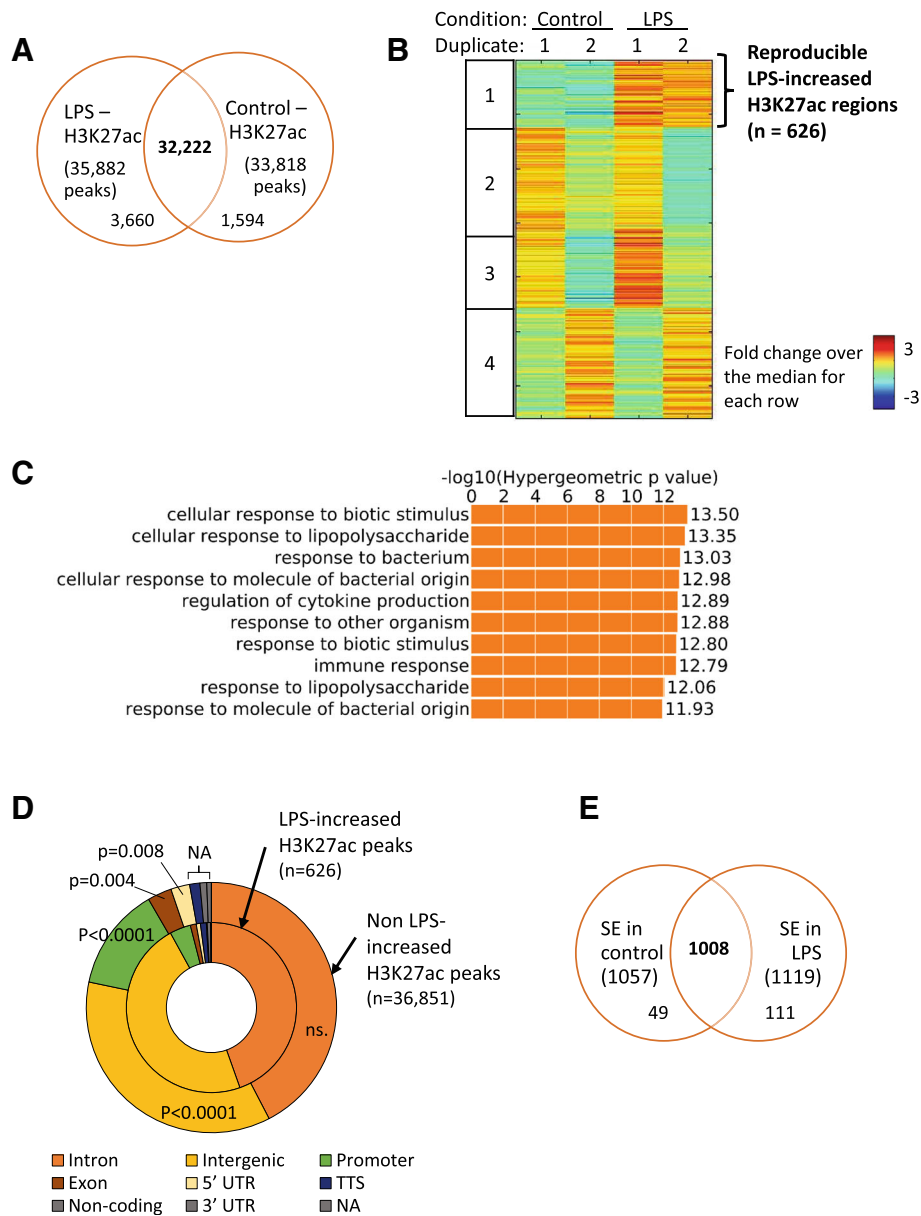 A
LPS –
H3K27ac
(35,882
peaks)
3,660
32,222
Control –
H3K27ac
(33,818
peaks)
1,594
B
Condition: Control LPS
Duplicate: 1 2 1 2
1
2
3
4
Reproducible
LPS-increased
H3K27ac regions
(n = 626)
Fold change over
the median for
each row
3
-3
C
-log10(Hypergeometric p value)
0 2 4 6 8 10 12
cellular response to biotic stimulus 13.50
cellular response to lipopolysaccharide 13.35
response to bacterium 13.03
cellular response to molecule of bacterial origin 12.98
regulation of cytokine production 12.89
response to other organism 12.88
response to biotic stimulus 12.80
immune response 12.79
response to lipopolysaccharide 12.06
response to molecule of bacterial origin 11.93
D
LPS-increased
H3K27ac peaks
(n=626)
NA
p=0.008
p=0.004
P<0.0001
Non LPS-
increased
H3K27ac peaks
(n=36,851)
ns.
P<0.0001
Intron Intergenic Promoter
Exon 5’ UTR TTS
Non-coding 3’ UTR NA
E
SE in
control
(1057)
49
1008
SE in
LPS
(1119)
111